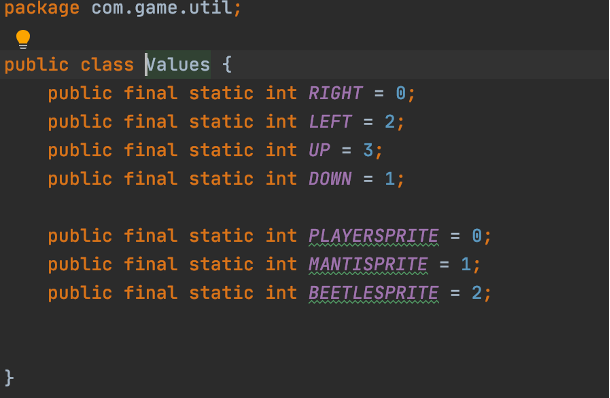 package com.game.util;
public class Values {
public final static int RIGHT = 0;
public final static int LEFT = 2;
public final static int UP = 3;
public final static int DOWN = 1;
public final static int PLAYERSPRITE = 0;
public final static int MANTISPRITE = 1;
public final static int BEETLESPRITE = 2;
}